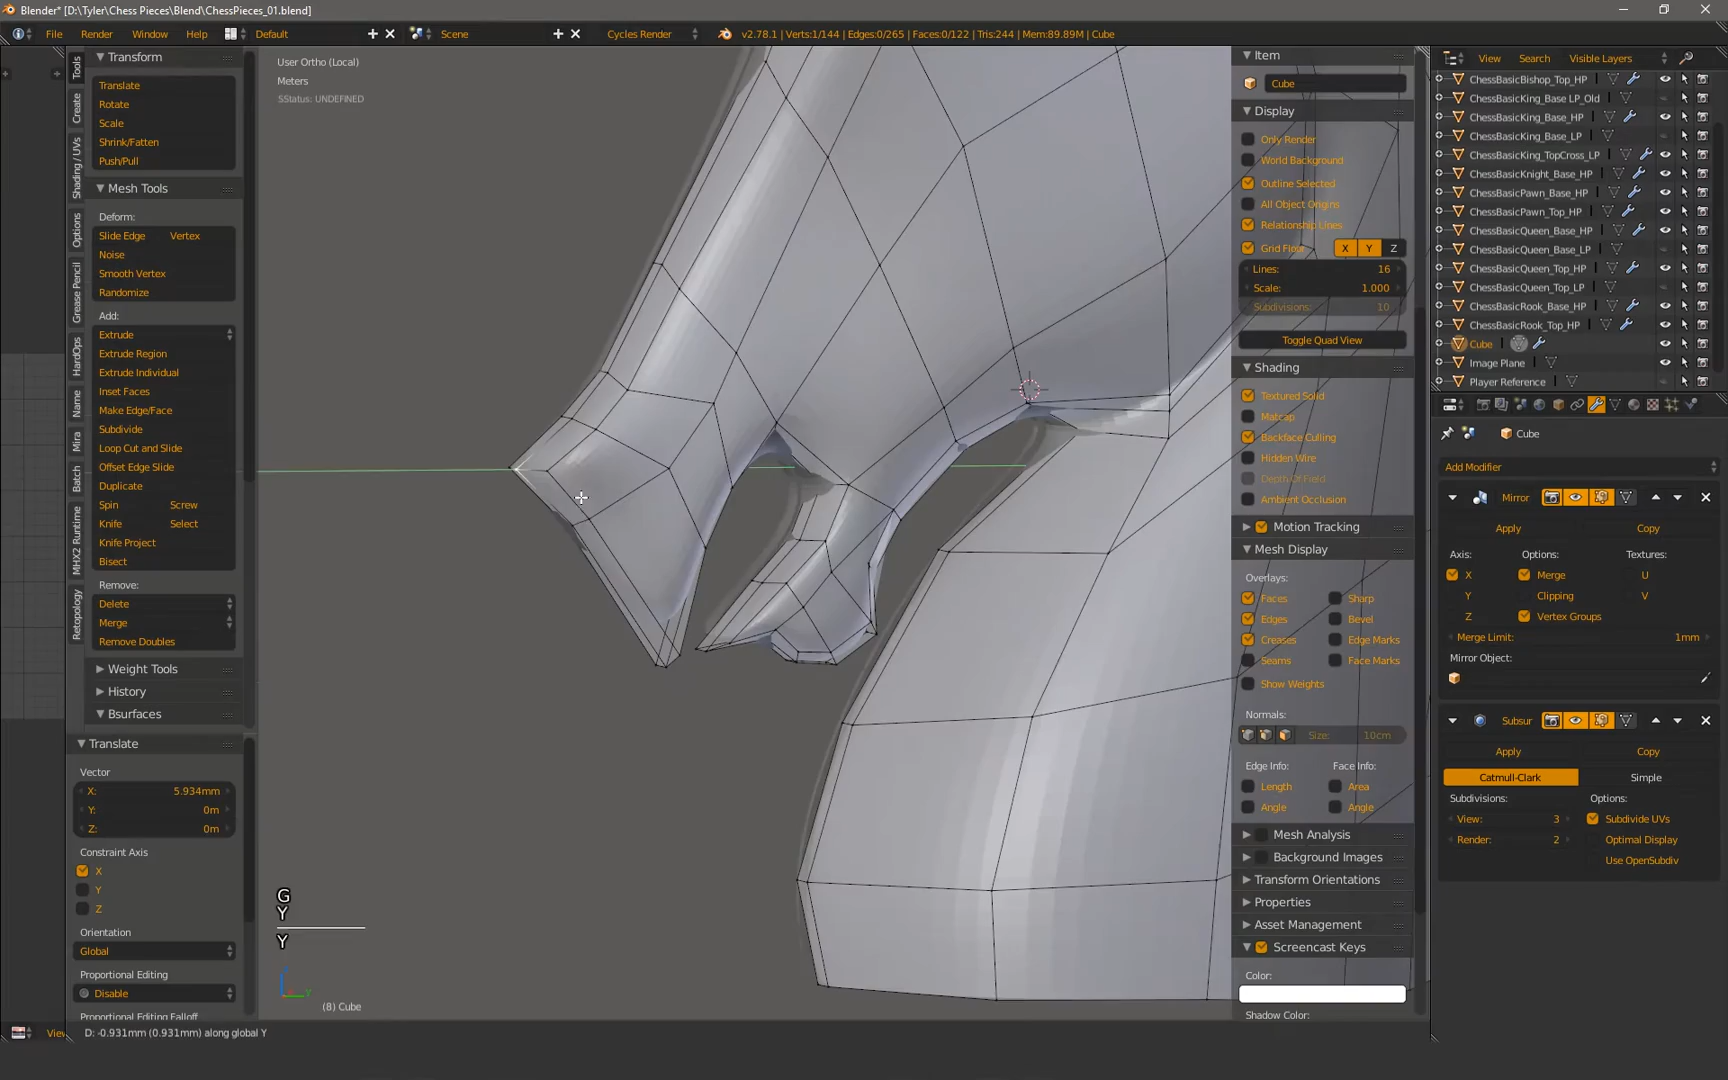 Blender* [D:\Tyler\Chess Pieces\Blend\ChessPieces_01.blend]
File Render Window Help Default Scene Cycles Render v2.78.1 | Verts:1/144 | Edges:0/265 | Faces:0/122 | Tris:244 | Mem:89.89M | Cube
Tools
Create
Shading / UVs
Options
Grease Pencil
HardOps
Name
Mira
Batch
MHX2 Runtime
Retopology
Transform
Translate
Rotate
Scale
Shrink/Fatten
Push/Pull
Mesh Tools
Deform:
Slide Edge Vertex
Noise
Smooth Vertex
Randomize
Add:
Extrude
Extrude Region
Extrude Individual
Inset Faces
Make Edge/Face
Subdivide
Loop Cut and Slide
Offset Edge Slide
Duplicate
Spin Screw
Knife Select
Knife Project
Bisect
Remove:
Delete
Merge
Remove Doubles
Weight Tools
History
Bsurfaces
Translate
Vector
X: 5.934mm
Y: 0m
Z: 0m
Constraint Axis
X
Y
Z
Orientation
Global
Proportional Editing
Disable
Proportional Editing Falloff
View
D: -0.931mm (0.931mm) along global Y
User Ortho (Local)
Meters
SStatus: UNDEFINED
G
Y
Y
(8) Cube
Item
Cube
Display
Only Render
World Background
Outline Selected
All Object Origins
Relationship Lines
Grid Floor X Y Z
Lines: 16
Scale: 1.000
Subdivisions: 10
Toggle Quad View
Shading
Textured Solid
Matcap
Backface Culling
Hidden Wire
Depth Of Field
Ambient Occlusion
Motion Tracking
Mesh Display
Overlays:
Faces Sharp
Edges Bevel
Creases Edge Marks
Seams Face Marks
Show Weights
Normals:
Size: 10cm
Edge Info: Face Info:
Length Area
Angle Angle
Mesh Analysis
Background Images
Transform Orientations
Properties
Asset Management
Screencast Keys
Color:
Shadow Color:
View Search Visible Layers
ChessBasicBishop_Top_HP
ChessBasicKing_Base LP_Old
ChessBasicKing_Base_HP
ChessBasicKing_Base_LP
ChessBasicKing_TopCross_LP
ChessBasicKnight_Base_HP
ChessBasicPawn_Base_HP
ChessBasicPawn_Top_HP
ChessBasicQueen_Base_HP
ChessBasicQueen_Base_LP
ChessBasicQueen_Top_HP
ChessBasicQueen_Top_LP
ChessBasicRook_Base_HP
ChessBasicRook_Top_HP
Cube
Image Plane
Player Reference
Cube
Add Modifier
Mirror
Apply Copy
Axis: Options: Textures:
X Merge U
Y Clipping V
Z Vertex Groups
Merge Limit: 1mm
Mirror Object:
Subsur
Apply Copy
Catmull-Clark Simple
Subdivisions: Options:
View: 3 Subdivide UVs
Render: 2 Optimal Display
Use OpenSubdiv